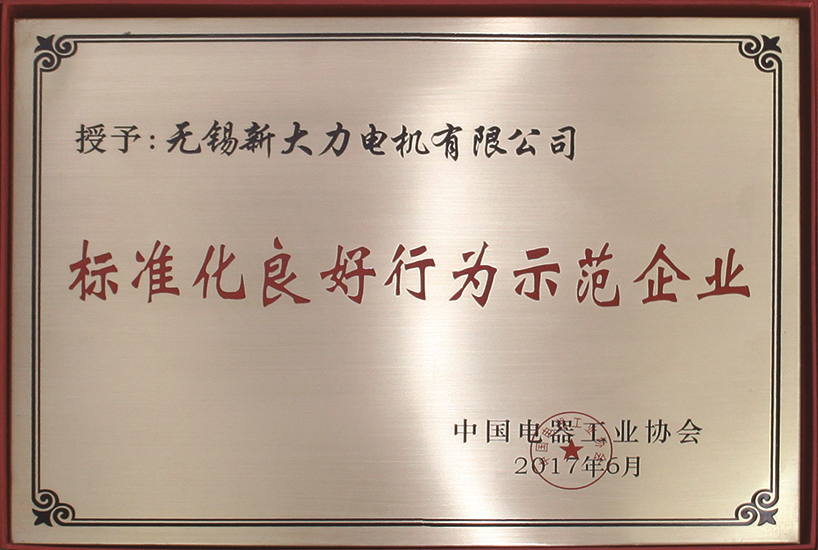 授予：无锡新大力电机有限公司
标准化良好行为示范企业
中国电器工业协会
2017年6月